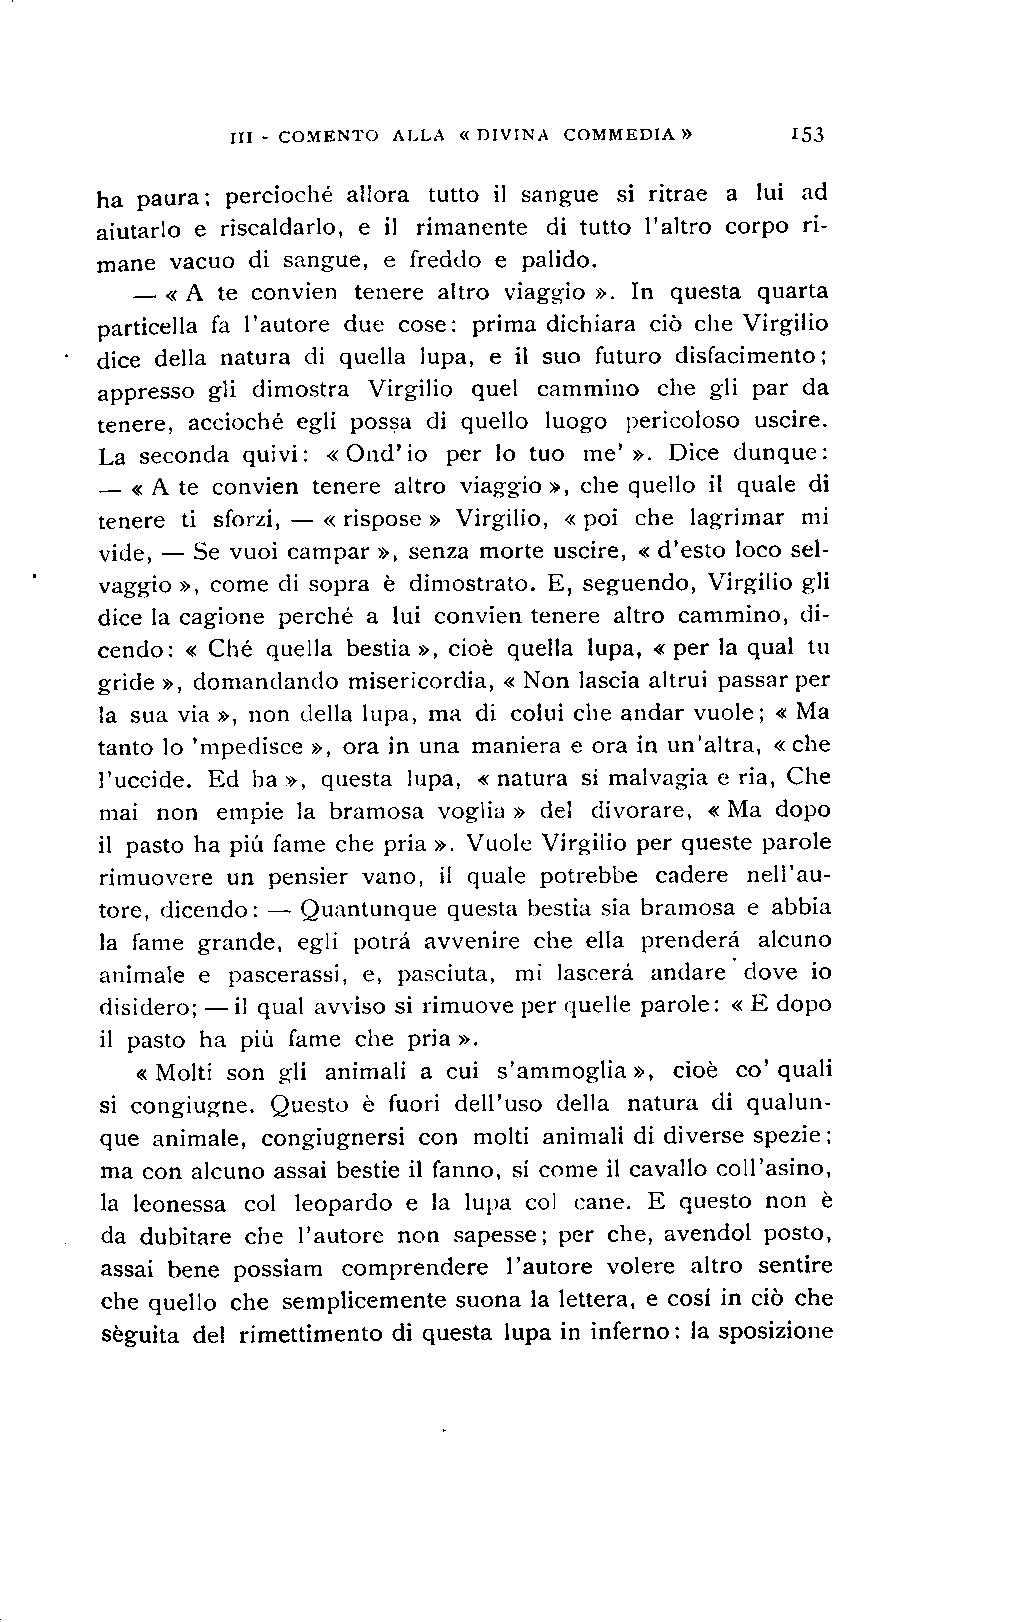 III - COMENTO ALLA « DIVINA COMMEDIA » 153
ha paura; percioché allora tutto il sangue si ritrae a lui ad
aiutarlo e riscaldarlo, e il rimanente di tutto l'altro corpo ri-
mane vacuo di sangue, e freddo e palido.
— « A te convien tenere altro viaggio ». In questa quarta
particella fa l'autore due cose: prima dichiara ciò che Virgilio
dice della natura di quella lupa, e il suo futuro disfacimento;
appresso gli dimostra Virgilio quel cammino che gli par da
tenere, accioché egli possa di quello luogo pericoloso uscire.
La seconda quivi: « Ond'io per lo tuo me' ». Dice dunque:
— « A te convien tenere altro viaggio », che quello il quale di
tenere ti sforzi, — « rispose » Virgilio, « poi che lagrimar mi
vide, — Se vuoi campar », senza morte uscire, « d'esto loco sel-
vaggio », come di sopra è dimostrato. E, seguendo, Virgilio gli
dice la cagione perché a lui convien tenere altro cammino, di-
cendo: « Ché quella bestia », cioè quella lupa, « per la qual tu
gride », domandando misericordia, « Non lascia altrui passar per
la sua via », non della lupa, ma di colui che andar vuole; « Ma
tanto lo 'mpedisce », ora in una maniera e ora in un'altra, « che
l'uccide. Ed ha », questa lupa, « natura si malvagia e ria, Che
mai non empie la bramosa voglia » del divorare, « Ma dopo
il pasto ha piú fame che pria ». Vuole Virgilio per queste parole
rimuovere un pensier vano, il quale potrebbe cadere nell'au-
tore, dicendo: — Quantunque questa bestia sia bramosa e abbia
la fame grande, egli potrá avvenire che ella prenderá alcuno
animale e pascerassi, e, pasciuta, mi lascerá andare dove io
disidero; — il qual avviso si rimuove per quelle parole: « E dopo
il pasto ha piú fame che pria ».
« Molti son gli animali a cui s'ammoglia », cioè co' quali
si congiugne. Questo è fuori dell'uso della natura di qualun-
que animale, congiugnersi con molti animali di diverse spezie;
ma con alcuno assai bestie il fanno, sí come il cavallo coll'asino,
la leonessa col leopardo e la lupa col cane. E questo non è
da dubitare che l'autore non sapesse; per che, avendol posto,
assai bene possiam comprendere l'autore volere altro sentire
che quello che semplicemente suona la lettera, e cosí in ciò che
sèguita del rimettimento di questa lupa in inferno: la sposizione